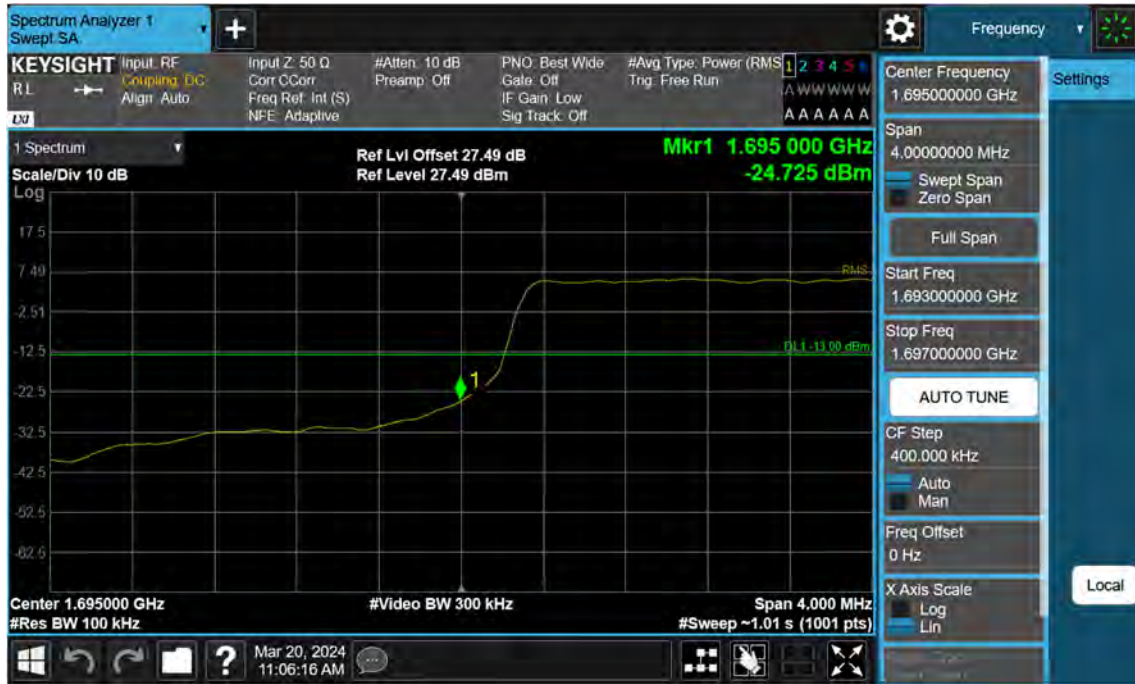 Spectrum Analyzer 1
Swept SA
Frequency
KEYSIGHT
RL
LXI
Input: RF
Coupling: DC
Align: Auto
Input Z: 50 Ω
Corr CCorr
Freq Ref: Int (S)
NFE: Adaptive
#Atten: 10 dB
Preamp: Off
PNO: Best Wide
Gate: Off
IF Gain: Low
Sig Track: Off
#Avg Type: Power (RMS
Trig: Free Run
1 2 3 4 5 6
A W W W W W
A A A A A A
1 Spectrum
Scale/Div 10 dB
Ref Lvl Offset 27.49 dB
Ref Level 27.49 dBm
Mkr1 1.695 000 GHz
-24.725 dBm
Log
17.5
7.49
-2.51
-12.5
-22.5
-32.5
-42.5
-52.5
-62.5
RMS
DL1 -13.00 dBm
1
Center 1.695000 GHz
#Res BW 100 kHz
#Video BW 300 kHz
Span 4.000 MHz
#Sweep ~1.01 s (1001 pts)
Center Frequency
1.695000000 GHz
Settings
Span
4.00000000 MHz
Swept Span
Zero Span
Full Span
Start Freq
1.693000000 GHz
Stop Freq
1.697000000 GHz
AUTO TUNE
CF Step
400.000 kHz
Auto
Man
Freq Offset
0 Hz
X Axis Scale
Log
Lin
Local
?
Mar 20, 2024
11:06:16 AM